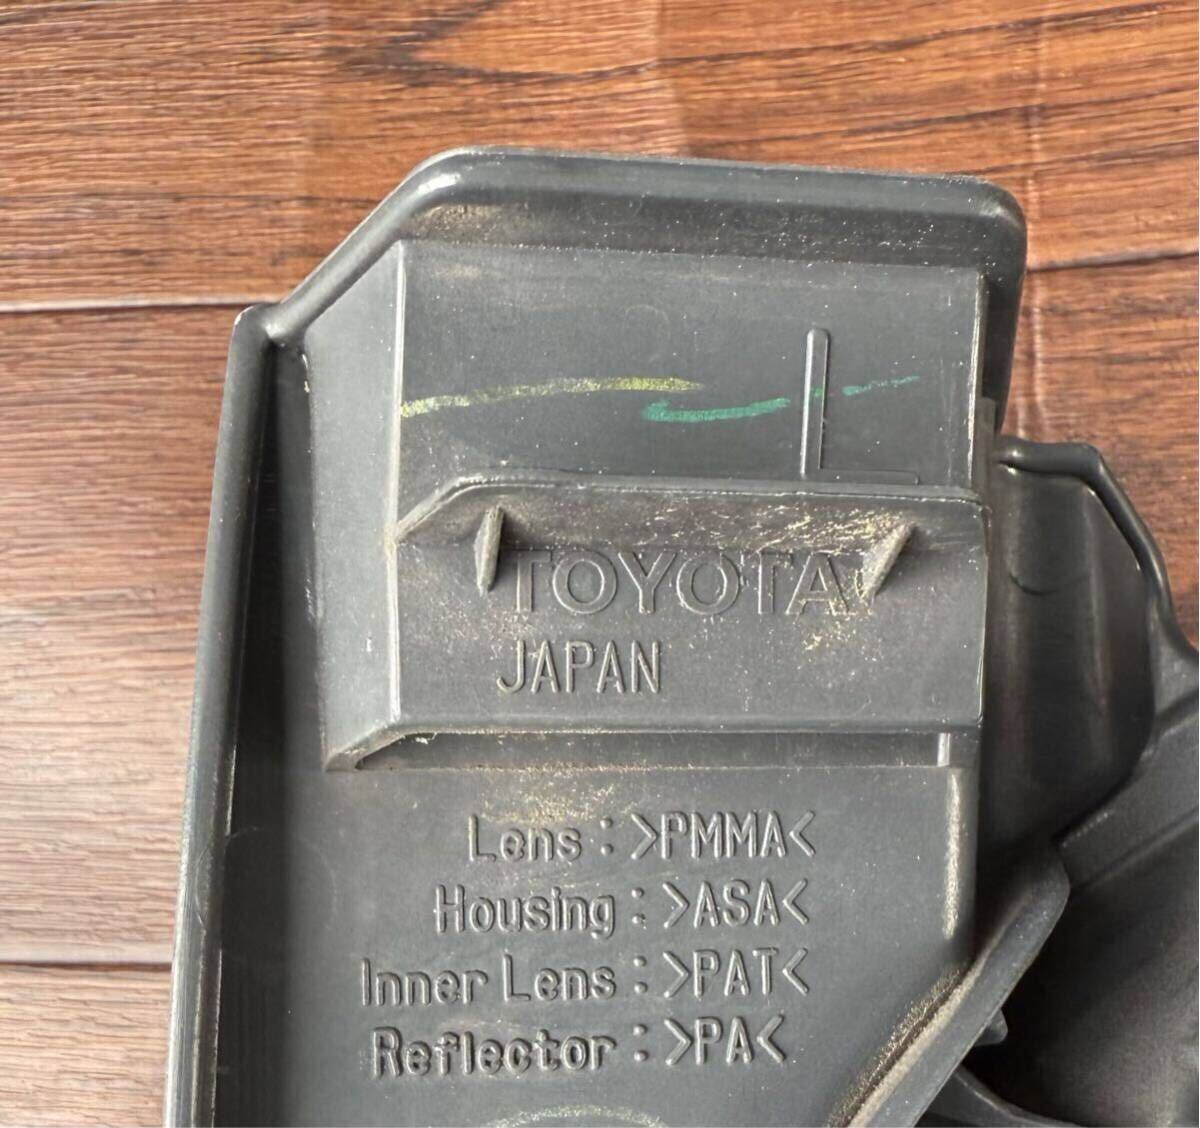 L
TOYOTA
JAPAN
Lens : >PMMA<
Housing : >ASA<
Inner Lens : >PAT<
Reflector : >PA<